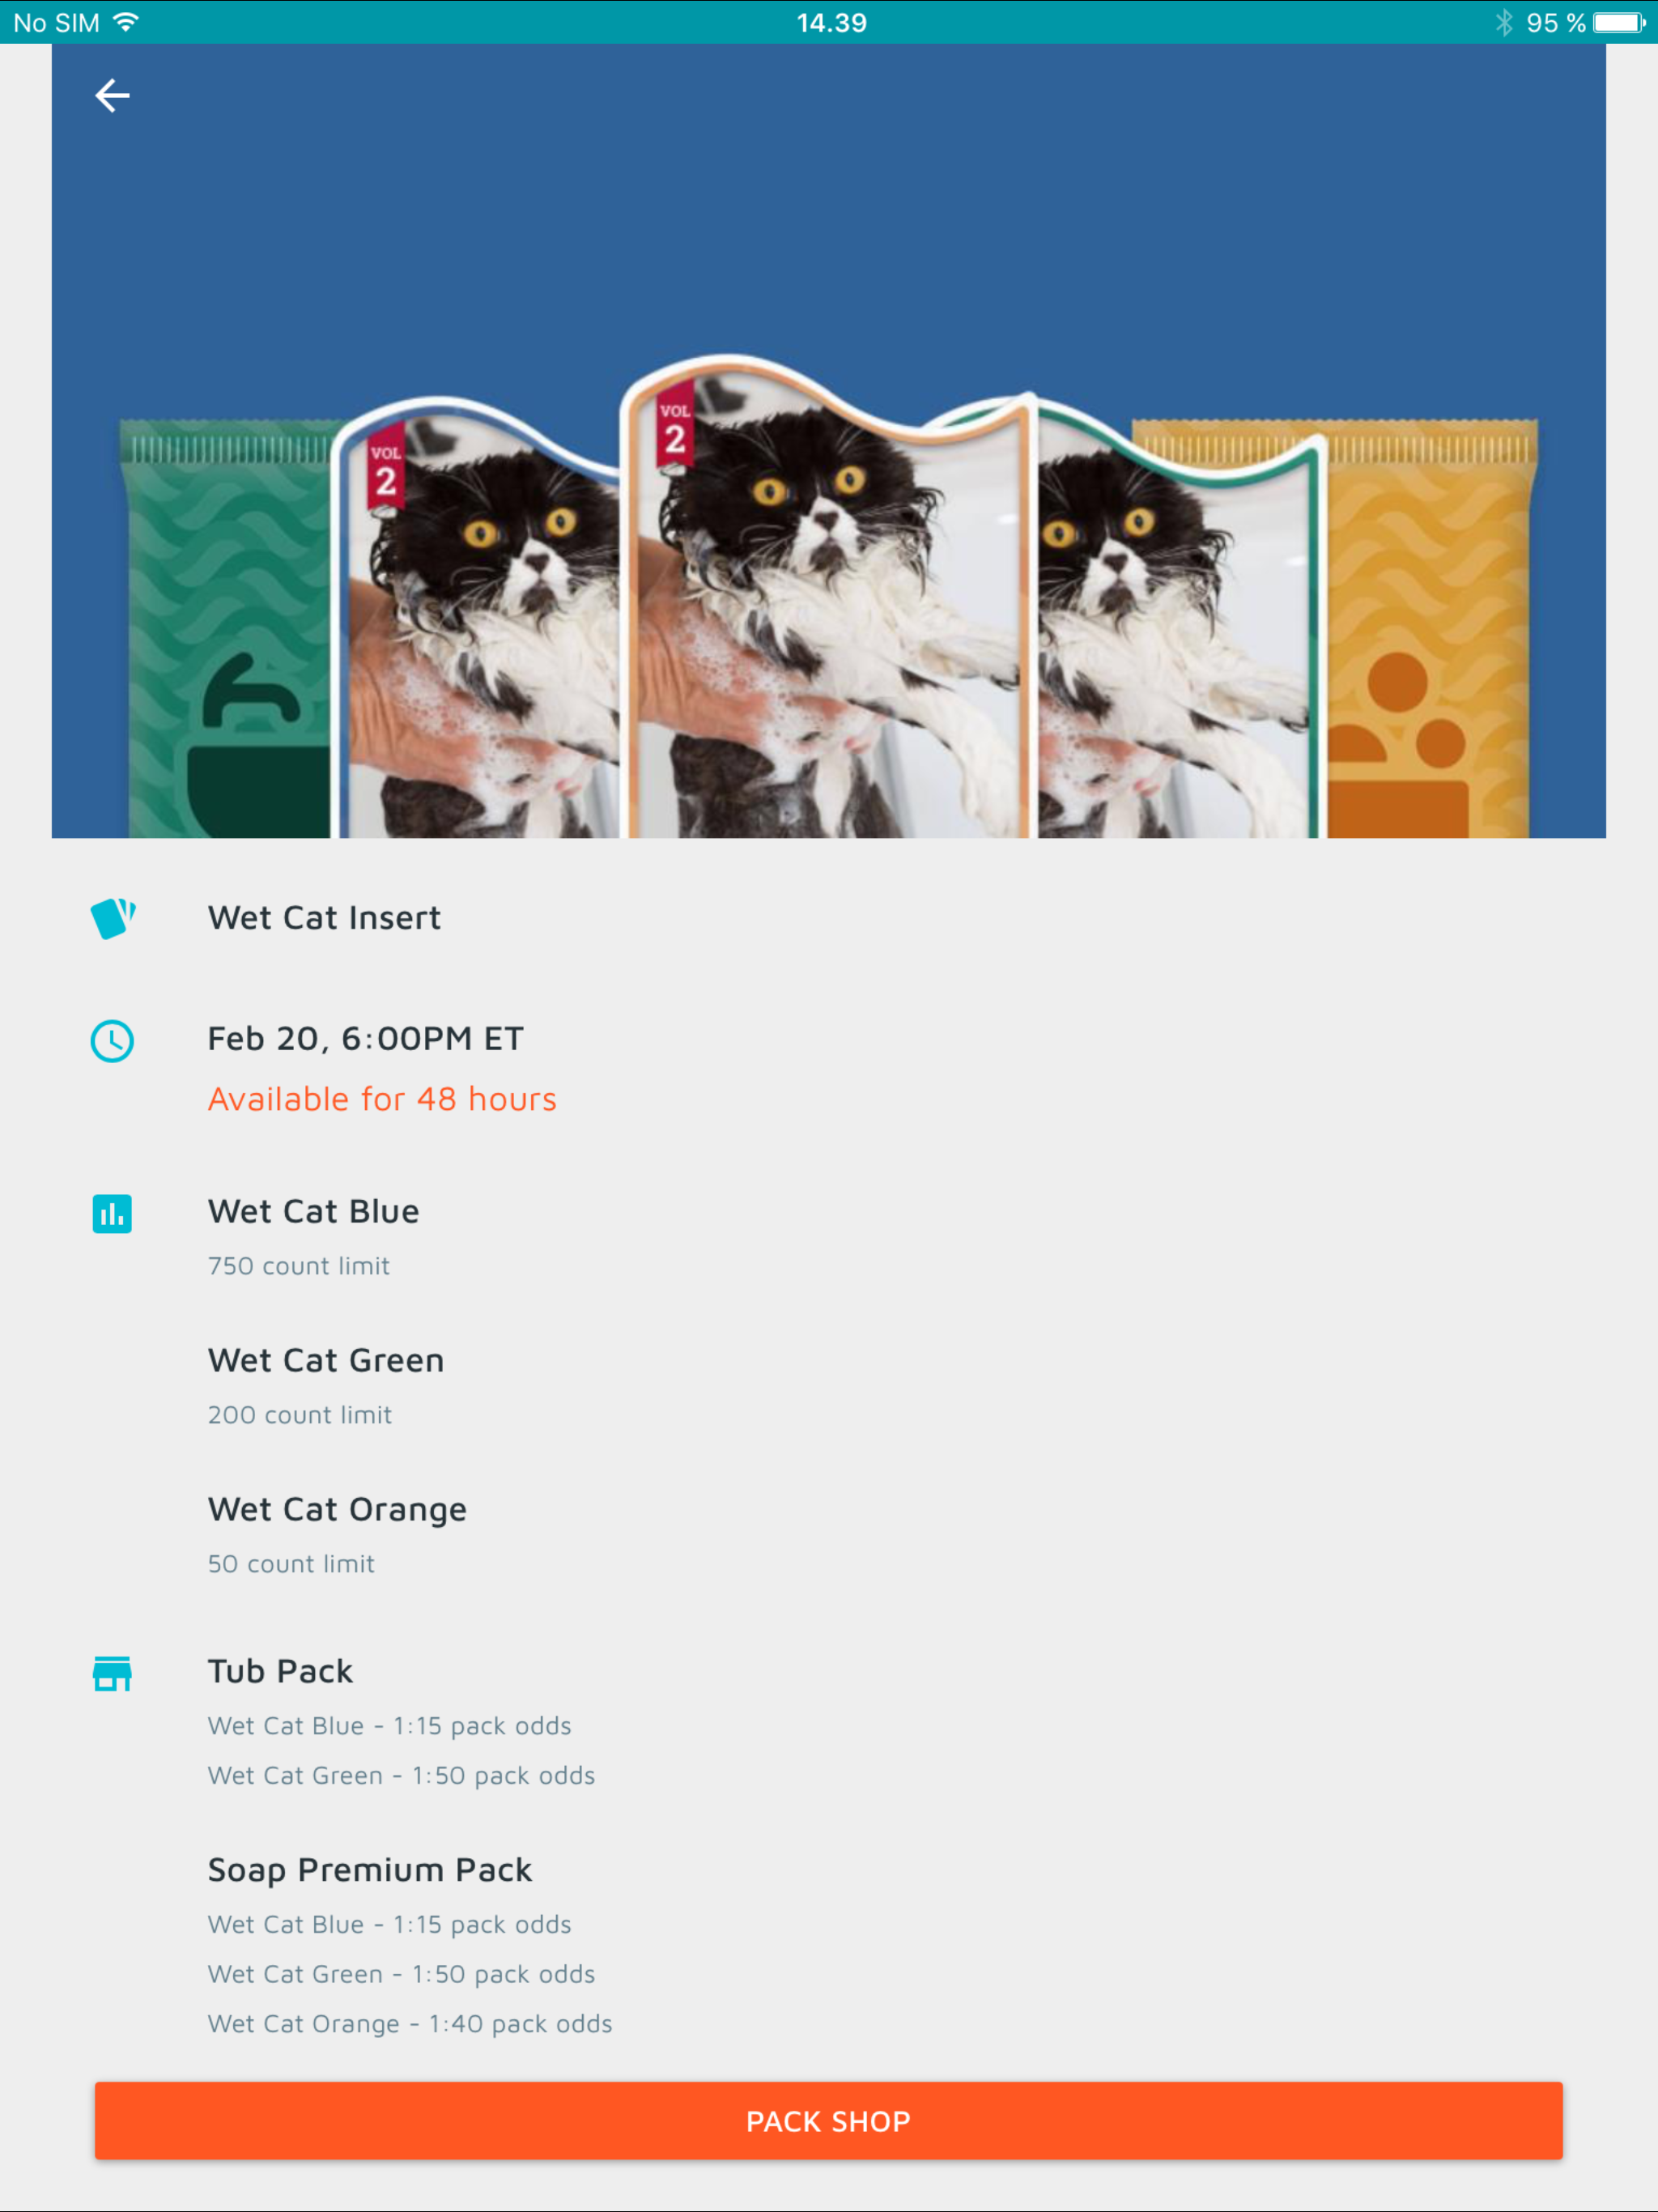 No SIM 14.39 95 %
VOL
2
VOL
2
Wet Cat Insert
Feb 20, 6:00PM ET
Available for 48 hours
Wet Cat Blue
750 count limit
Wet Cat Green
200 count limit
Wet Cat Orange
50 count limit
Tub Pack
Wet Cat Blue - 1:15 pack odds
Wet Cat Green - 1:50 pack odds
Soap Premium Pack
Wet Cat Blue - 1:15 pack odds
Wet Cat Green - 1:50 pack odds
Wet Cat Orange - 1:40 pack odds
PACK SHOP